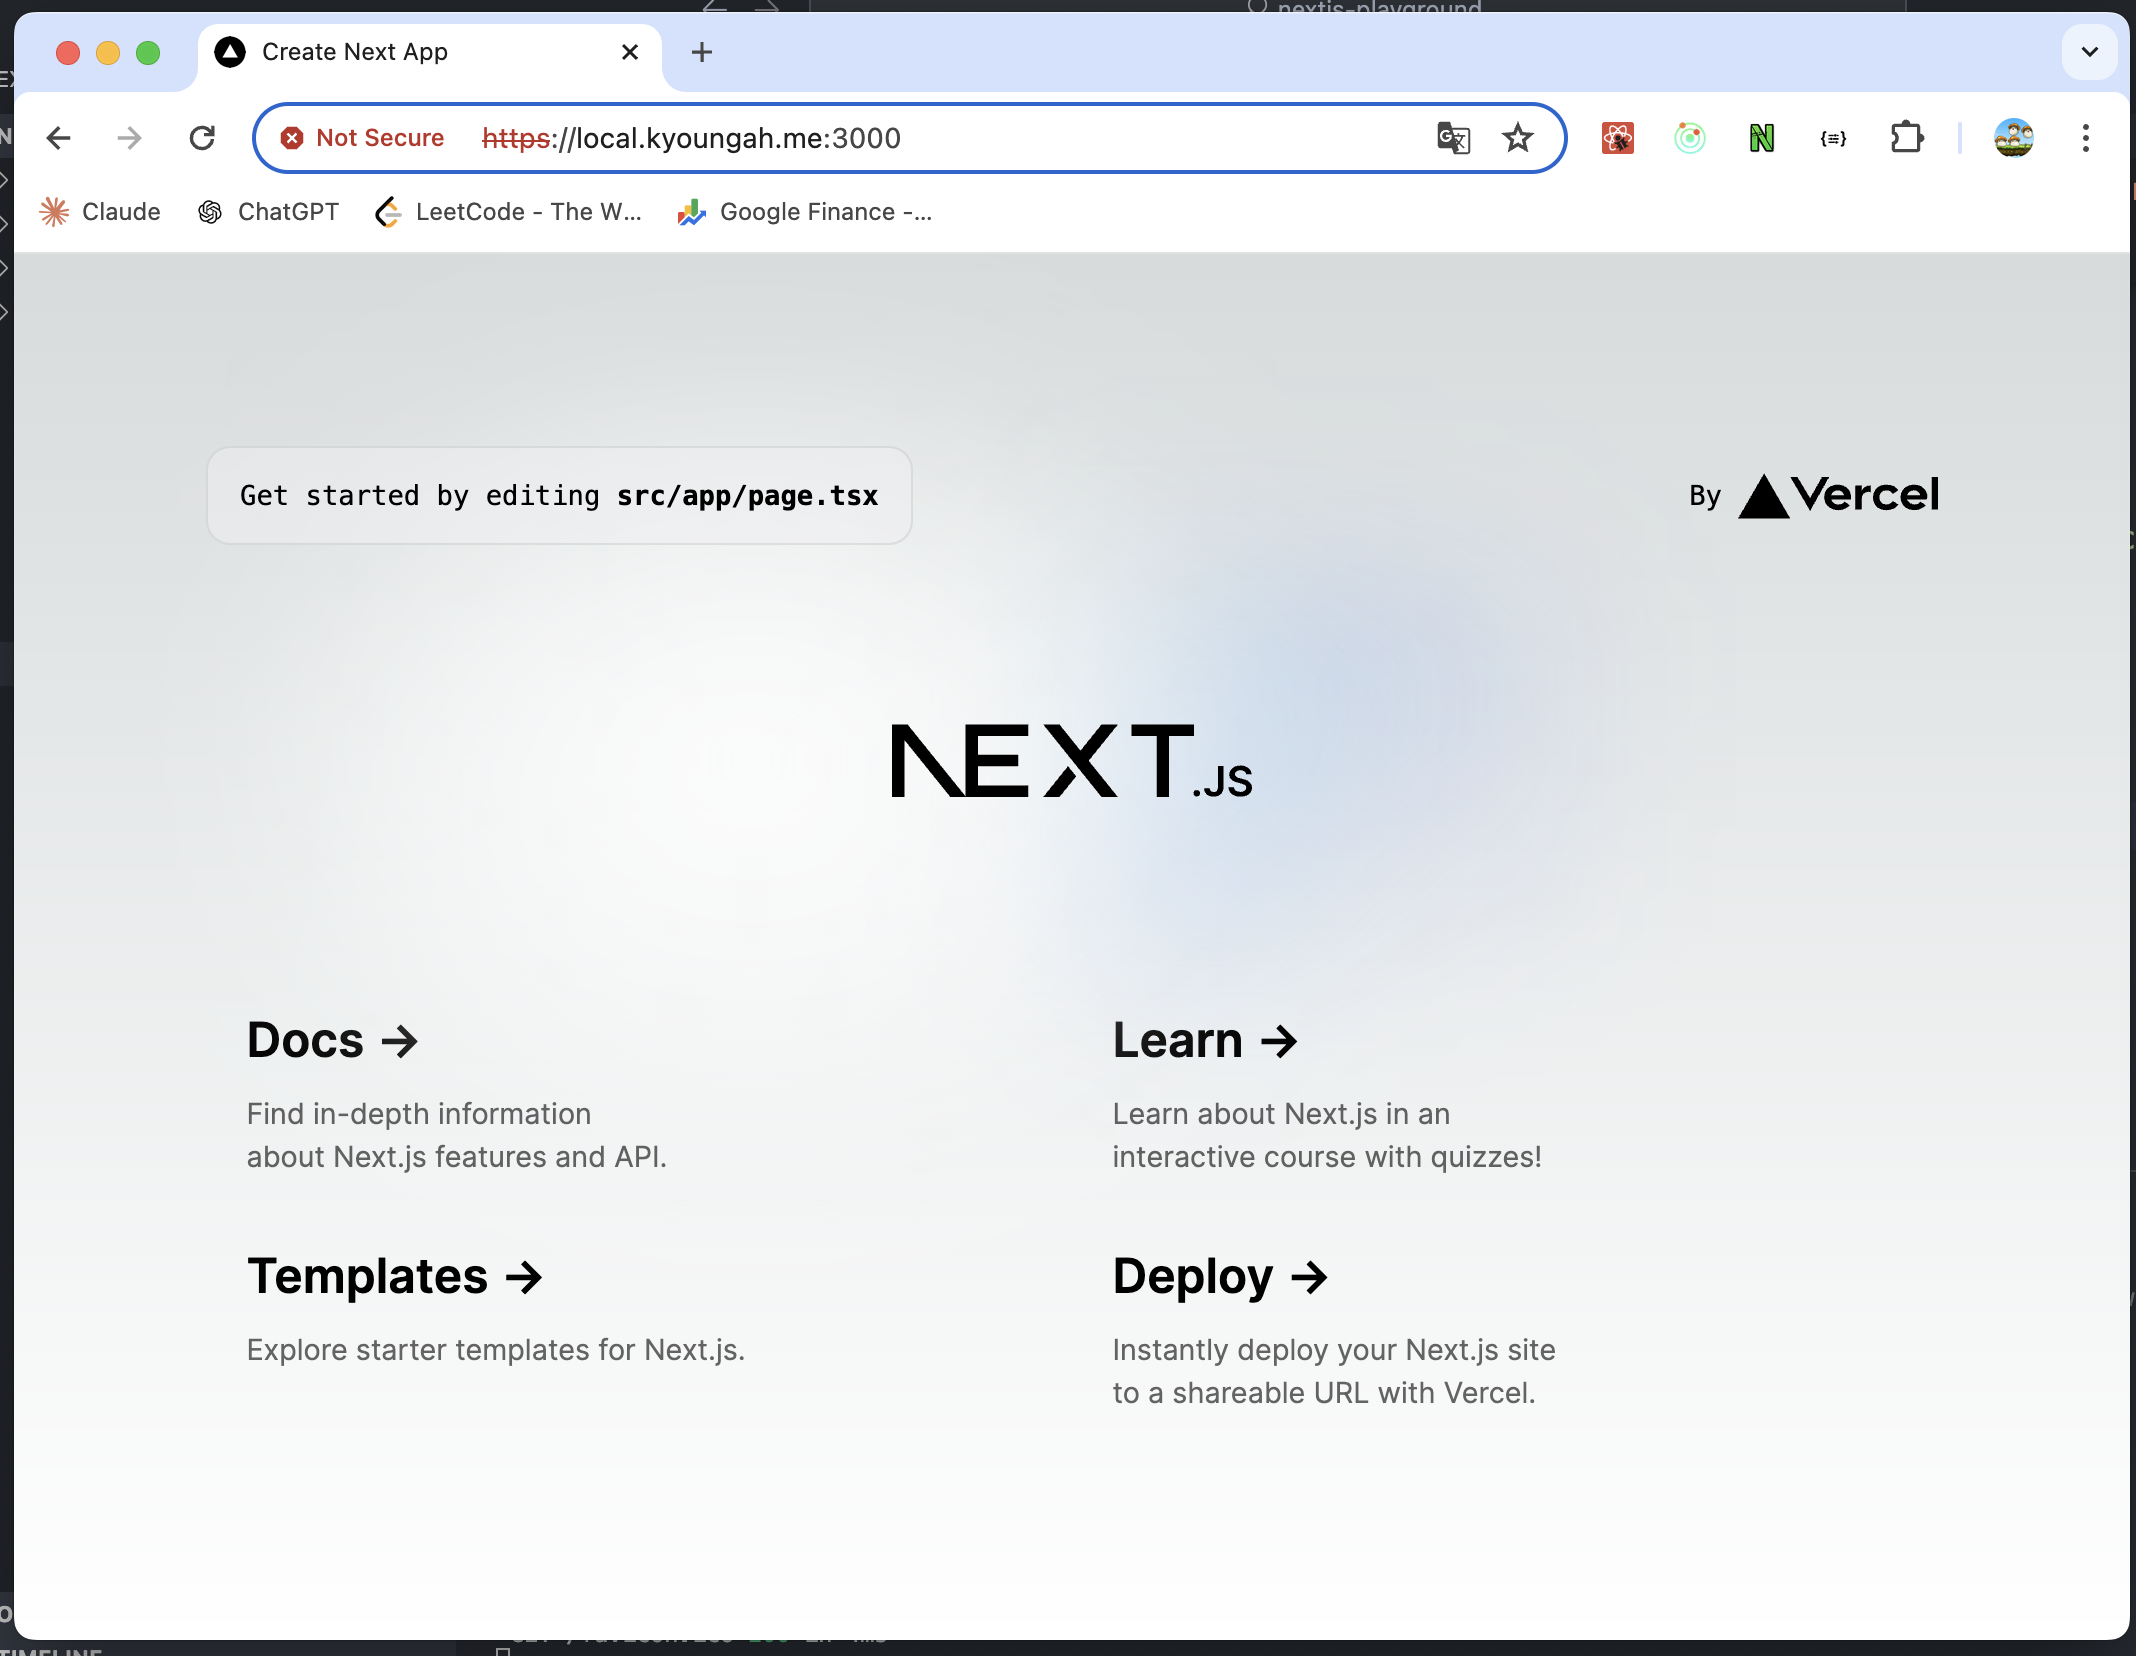 nextjs-playground
Create Next App
Not Secure https://local.kyoungah.me:3000
Claude
ChatGPT
LeetCode - The W...
Google Finance -...
Get started by editing src/app/page.tsx
By Vercel
NEXT.JS
Docs →
Find in-depth information
about Next.js features and API.
Learn →
Learn about Next.js in an
interactive course with quizzes!
Templates →
Explore starter templates for Next.js.
Deploy →
Instantly deploy your Next.js site
to a shareable URL with Vercel.
TIMELINE